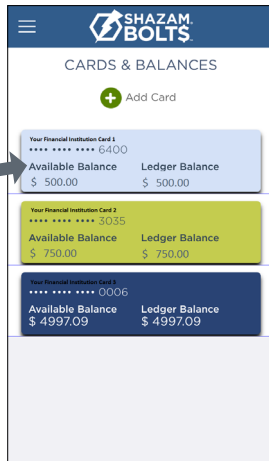 SHAZAM.
BOLT$.
CARDS & BALANCES
Add Card
Your Financial Institution Card 1
•••• •••• •••• 6400
Available Balance Ledger Balance
$ 500.00 $ 500.00
Your Financial Institution Card 2
•••• •••• •••• 3035
Available Balance Ledger Balance
$ 750.00 $ 750.00
Your Financial Institution Card 3
•••• •••• •••• 0006
Available Balance Ledger Balance
$ 4997.09 $ 4997.09